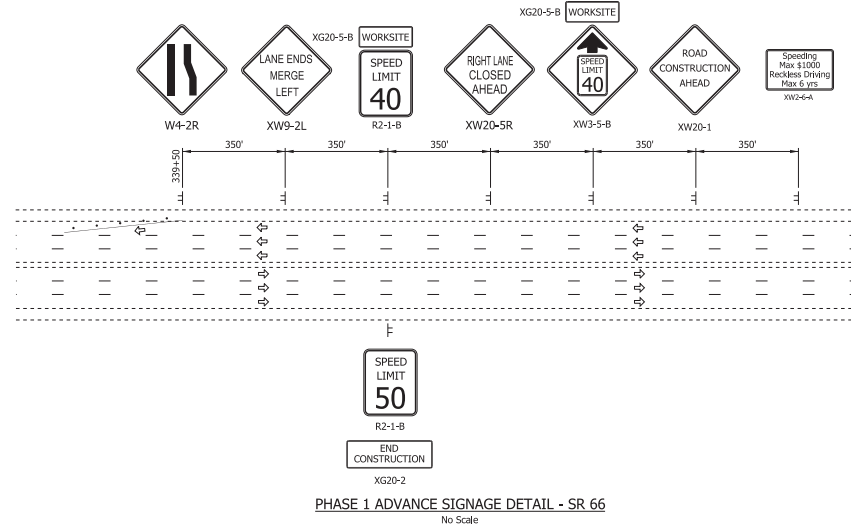 XG20-5-B
WORKSITE
XG20-5-B
WORKSITE
LANE ENDS
MERGE
LEFT
SPEED
LIMIT
40
RIGHT LANE
CLOSED
AHEAD
SPEED
LIMIT
40
ROAD
CONSTRUCTION
AHEAD
Speeding
Max $1000
Reckless Driving
Max 6 yrs
W4-2R
XW9-2L
R2-1-B
XW20-5R
XW3-5-B
XW20-1
XW2-6-A
339+50
350'
350'
350'
350'
350'
350'
SPEED
LIMIT
50
R2-1-B
END
CONSTRUCTION
XG20-2
PHASE 1 ADVANCE SIGNAGE DETAIL - SR 66
No Scale